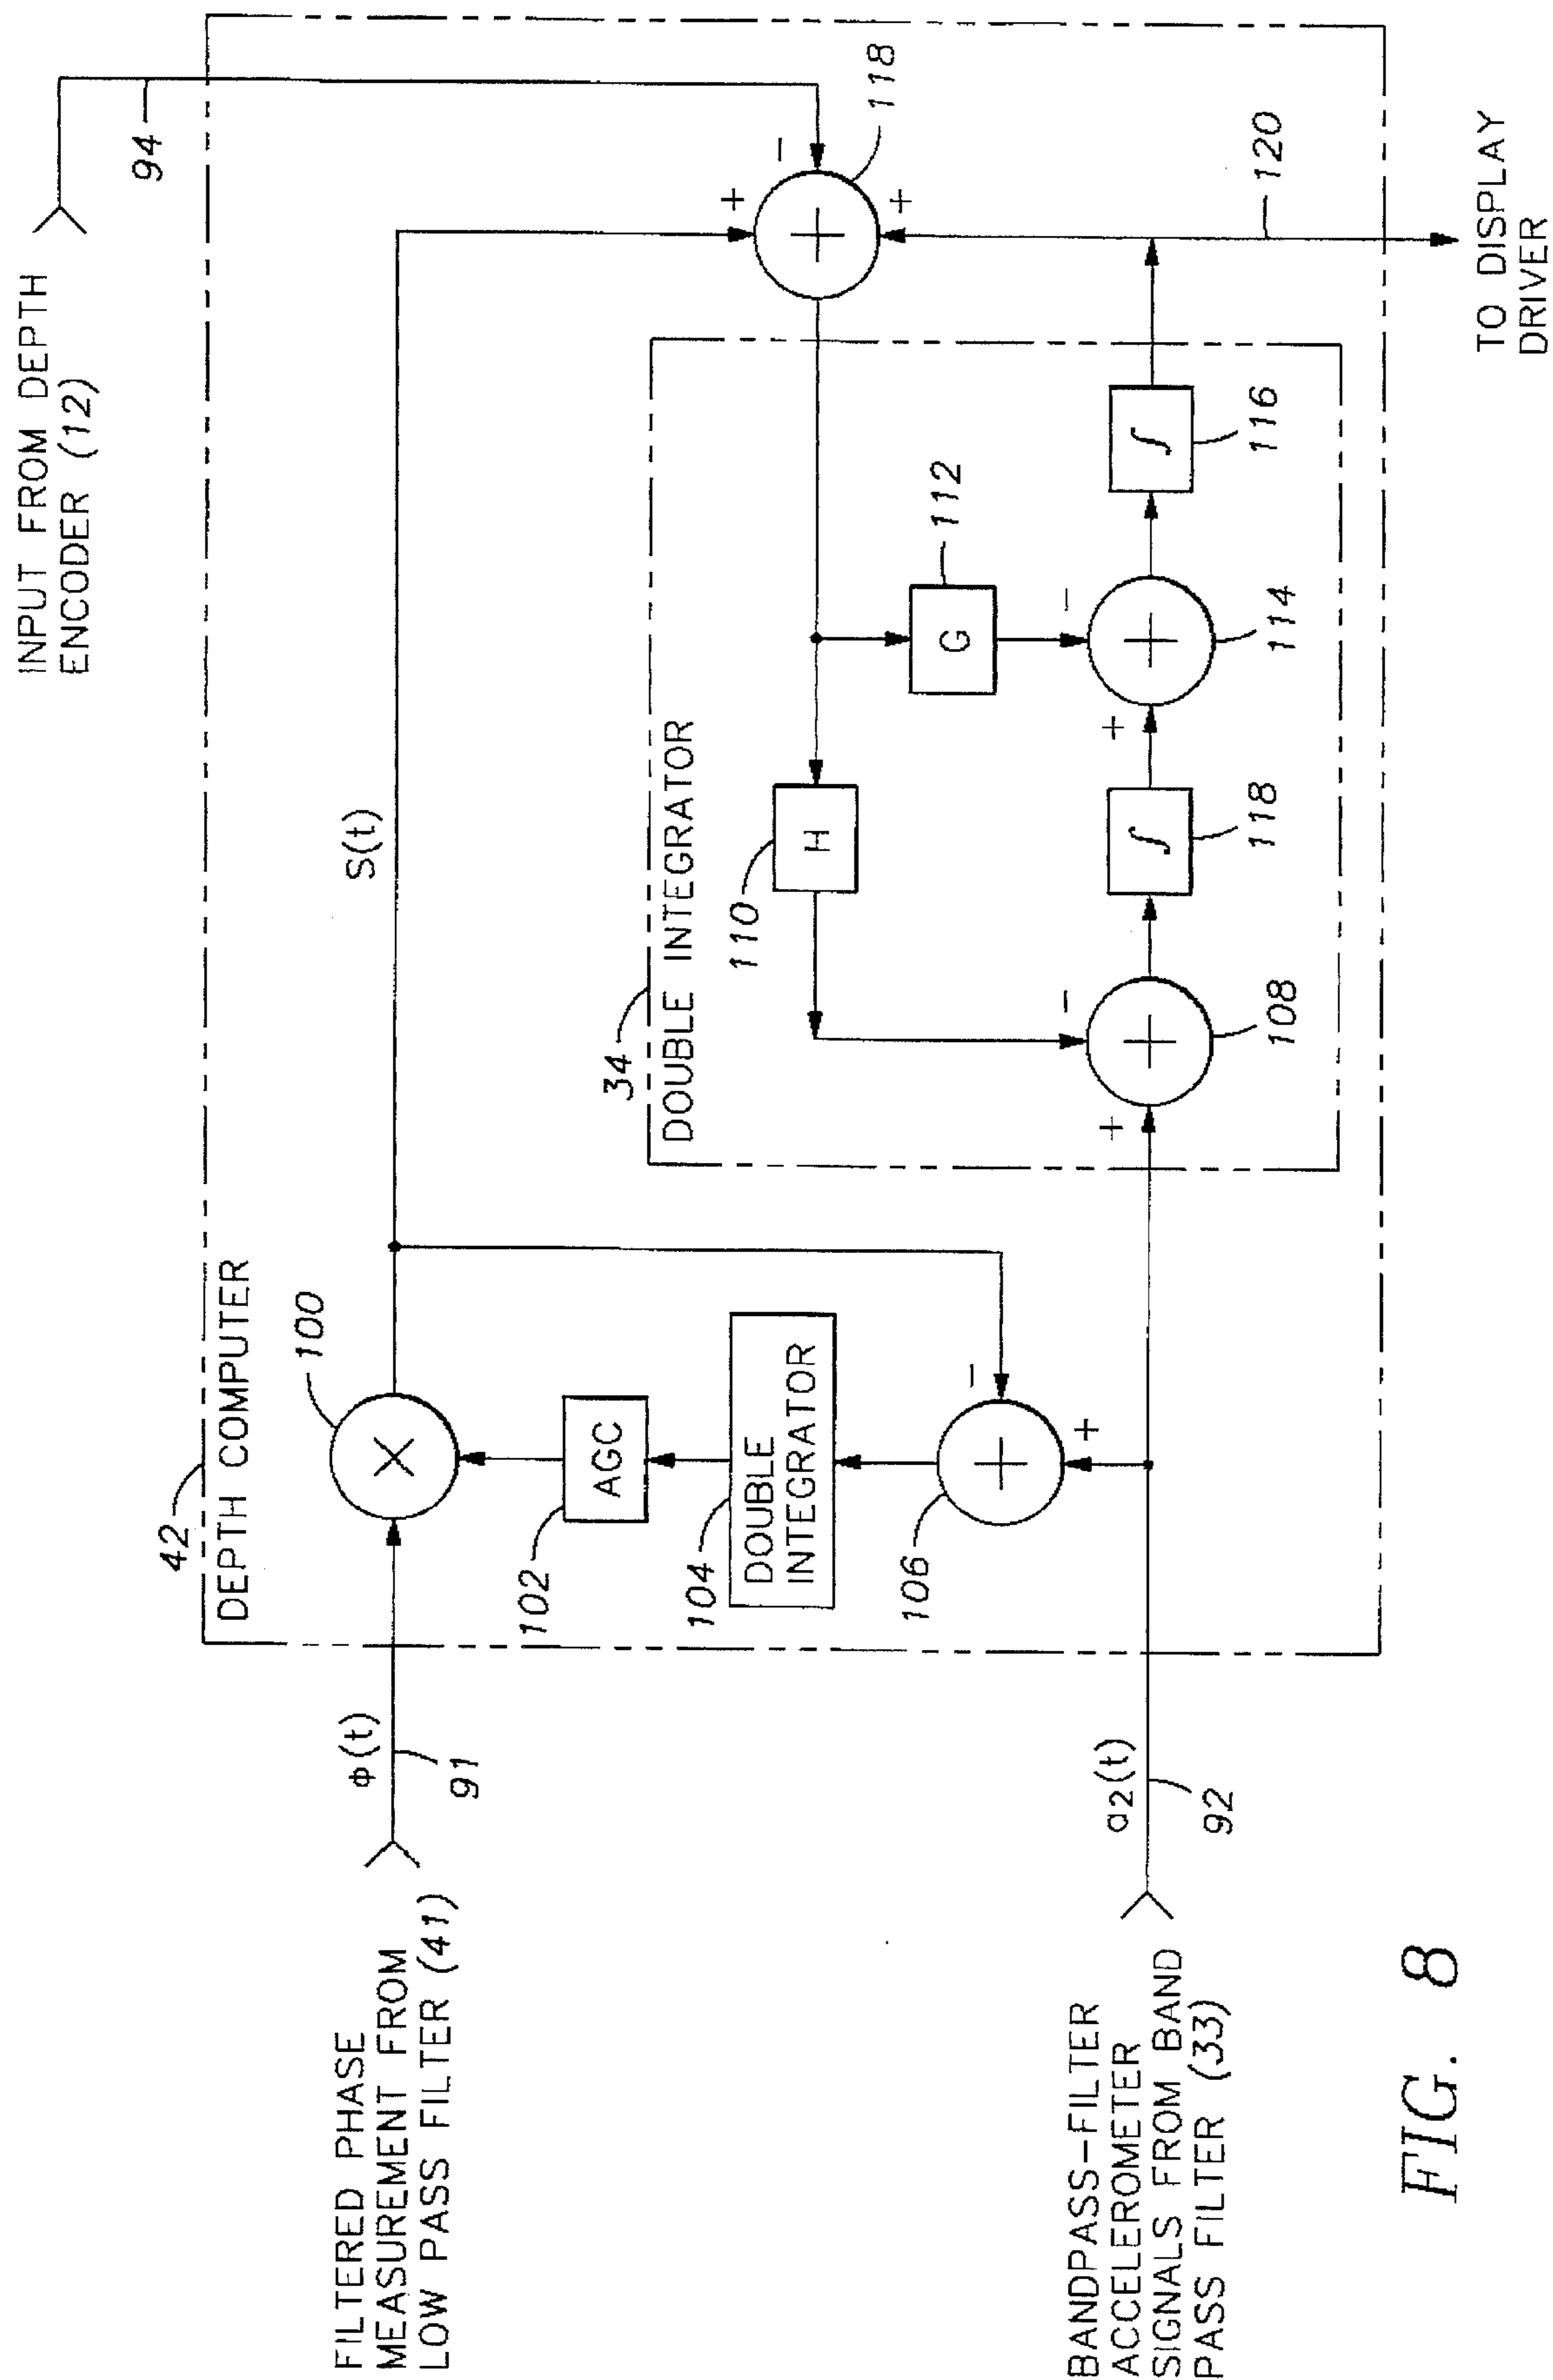 INPUT FROM DEPTH
ENCODER (12)
94
42
DEPTH COMPUTER
FILTERED PHASE
MEASUREMENT FROM
LOW PASS FILTER (41)
Φ(t)
91
100
×
S(t)
+
−
+
+
118
102
AGC
104
DOUBLE
INTEGRATOR
106
+
−
+
34
DOUBLE INTEGRATOR
110
H
G
112
BANDPASS-FILTER
ACCELEROMETER
SIGNALS FROM BAND
PASS FILTER (33)
a2(t)
92
+
−
+
108
∫
118
+
−
+
114
∫
116
120
TO DISPLAY
DRIVER
FIG. 8